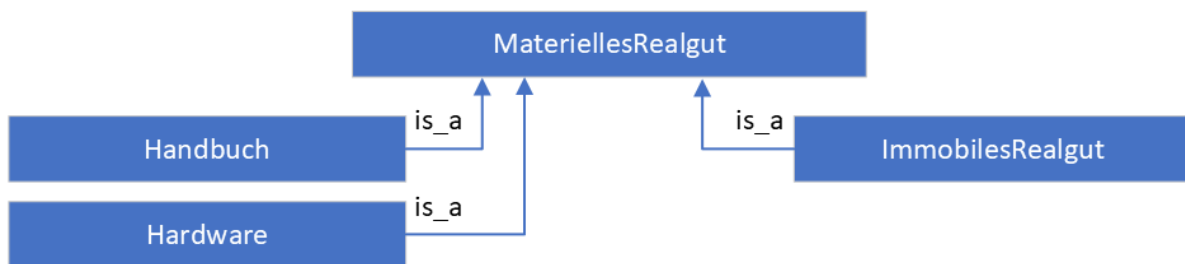 MateriellesRealgut
is_a
is_a
Handbuch
ImmobilesRealgut
is_a
Hardware